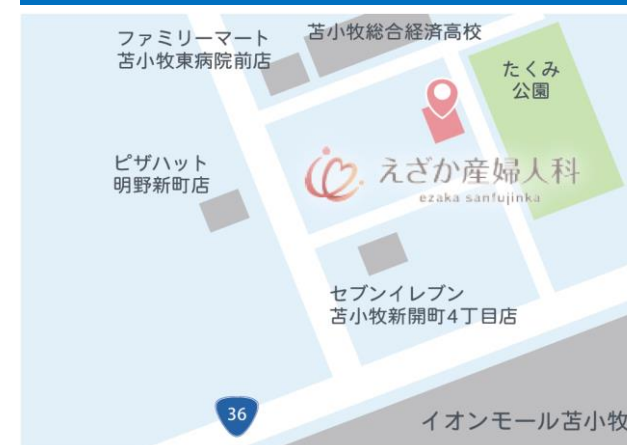 ファミリーマート
苫小牧東病院前店
苫小牧総合経済高校
たくみ
公園
ピザハット
明野新町店
えざか産婦人科
ezaka sanfujinka
セブンイレブン
苫小牧新開町4丁目店
36
イオンモール苫小牧